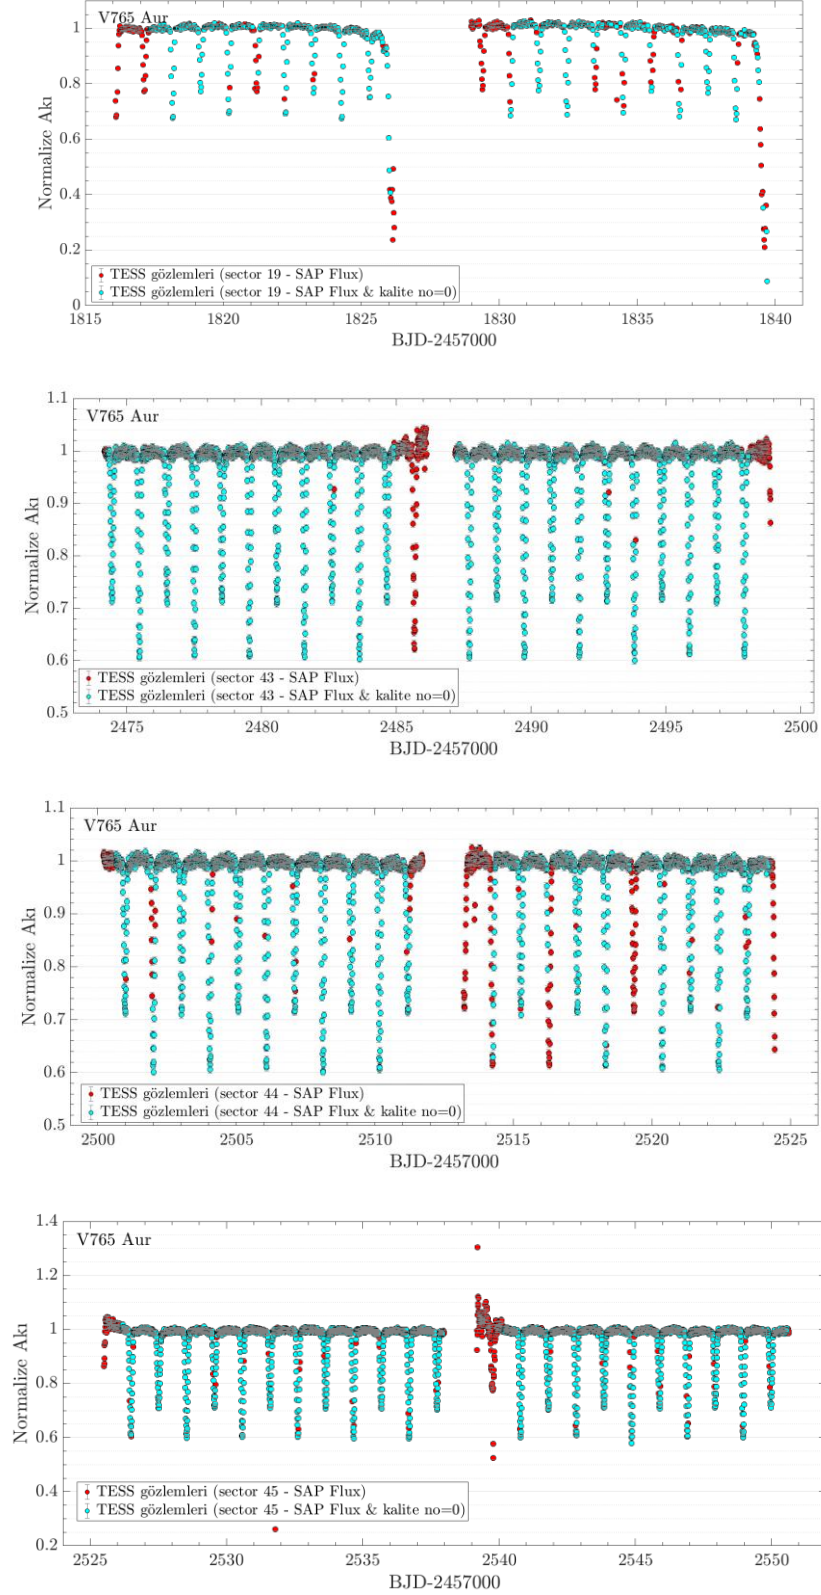 V765 Aur
1
0.8
0.6
0.4
0.2
0
Normalize Akı
TESS gözlemleri (sector 19 - SAP Flux)
TESS gözlemleri (sector 19 - SAP Flux & kalite no=0)
1815 1820 1825 1830 1835 1840
BJD-2457000
1.1
V765 Aur
1
0.9
0.8
0.7
0.6
0.5
Normalize Akı
TESS gözlemleri (sector 43 - SAP Flux)
TESS gözlemleri (sector 43 - SAP Flux & kalite no=0)
2475 2480 2485 2490 2495 2500
BJD-2457000
1.1
V765 Aur
1
0.9
0.8
0.7
0.6
0.5
Normalize Akı
TESS gözlemleri (sector 44 - SAP Flux)
TESS gözlemleri (sector 44 - SAP Flux & kalite no=0)
2500 2505 2510 2515 2520 2525
BJD-2457000
1.4
V765 Aur
1.2
1
0.8
0.6
0.4
0.2
Normalize Akı
TESS gözlemleri (sector 45 - SAP Flux)
TESS gözlemleri (sector 45 - SAP Flux & kalite no=0)
2525 2530 2535 2540 2545 2550
BJD-2457000